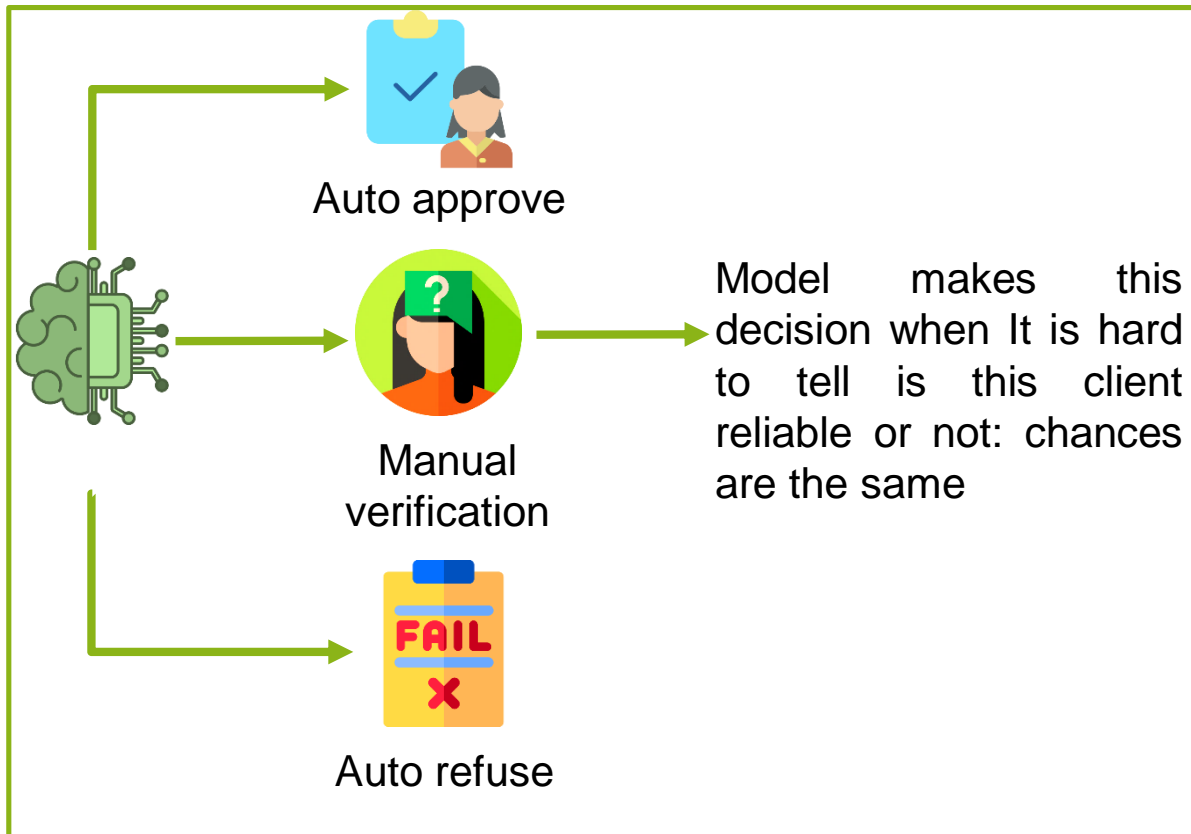 Auto approve
?
Manual
verification
Model makes this
decision when It is hard
to tell is this client
reliable or not: chances
are the same
FAIL
X
Auto refuse